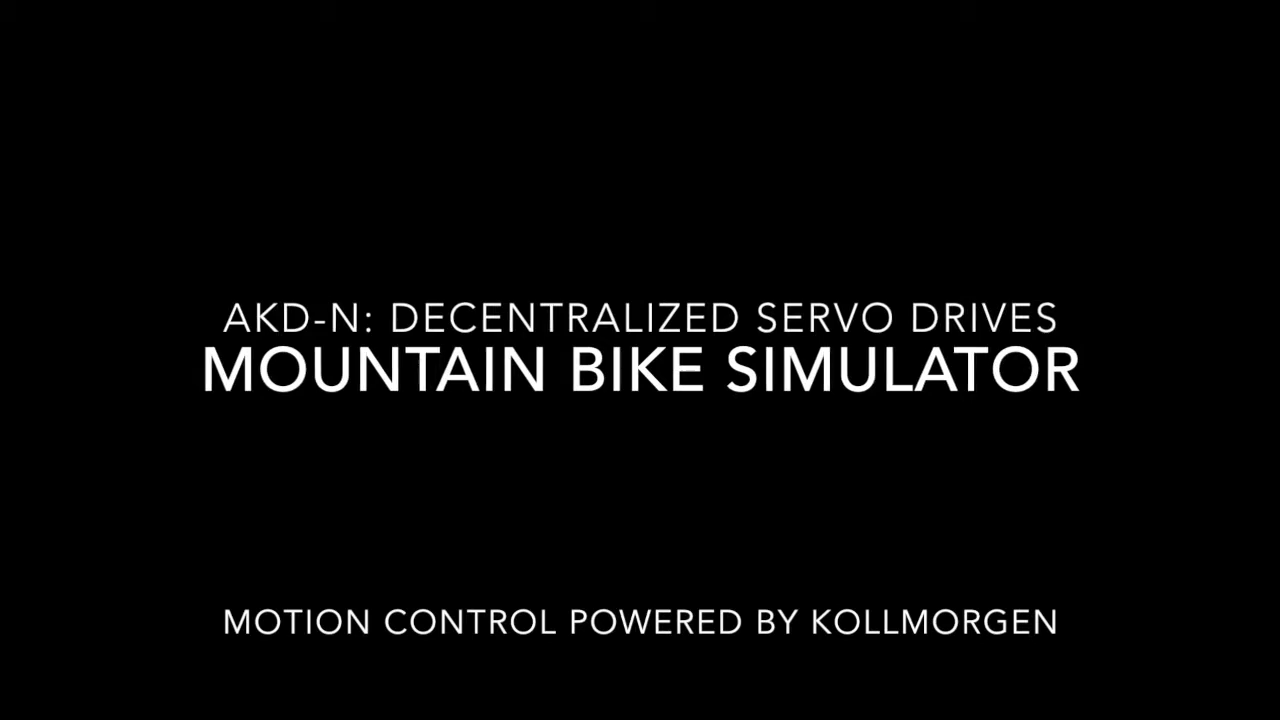 AKD-N: DECENTRALIZED SERVO DRIVES
MOUNTAIN BIKE SIMULATOR
MOTION CONTROL POWERED BY KOLLMORGEN